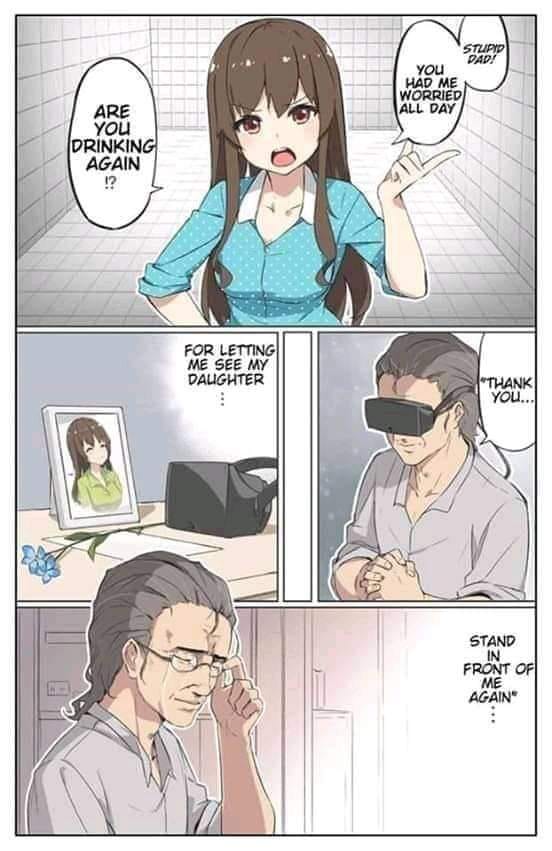 STUPID
DAD!
YOU
HAD ME
WORRIED
ALL DAY
ARE
YOU
DRINKING
AGAIN
!?
"THANK
YOU...
FOR LETTING
ME SEE MY
DAUGHTER
...
STAND
IN
FRONT OF
ME
AGAIN"
...